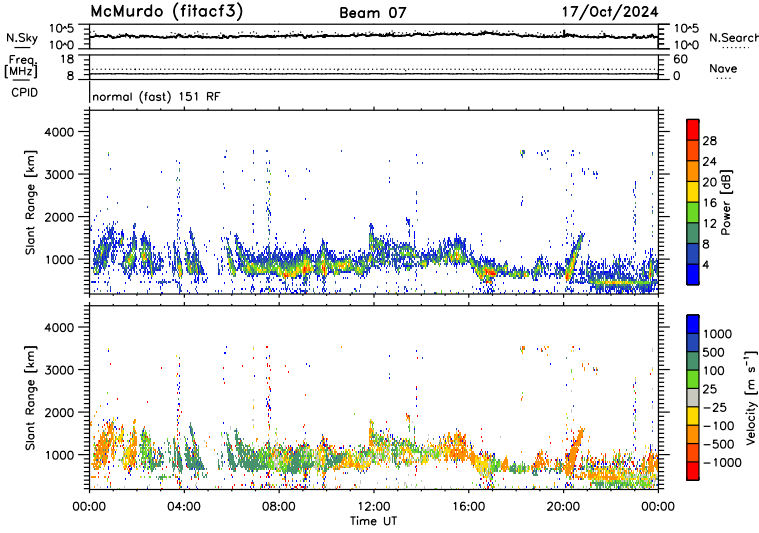 McMurdo (fitacf3) Beam 07 17/Oct/2024
N.Sky 10^5 10^0 10^5 10^0 N.Search
Freq. [MHz] 18 8 60 0 Nave
CPID normal (fast) 151 RF
Slant Range [km] 4000 3000 2000 1000
28 24 20 16 12 8 4 Power [dB]
Slant Range [km] 4000 3000 2000 1000
1000 500 100 25 −25 −100 −500 −1000 Velocity [m s⁻¹]
00:00 04:00 08:00 12:00 16:00 20:00 00:00
Time UT